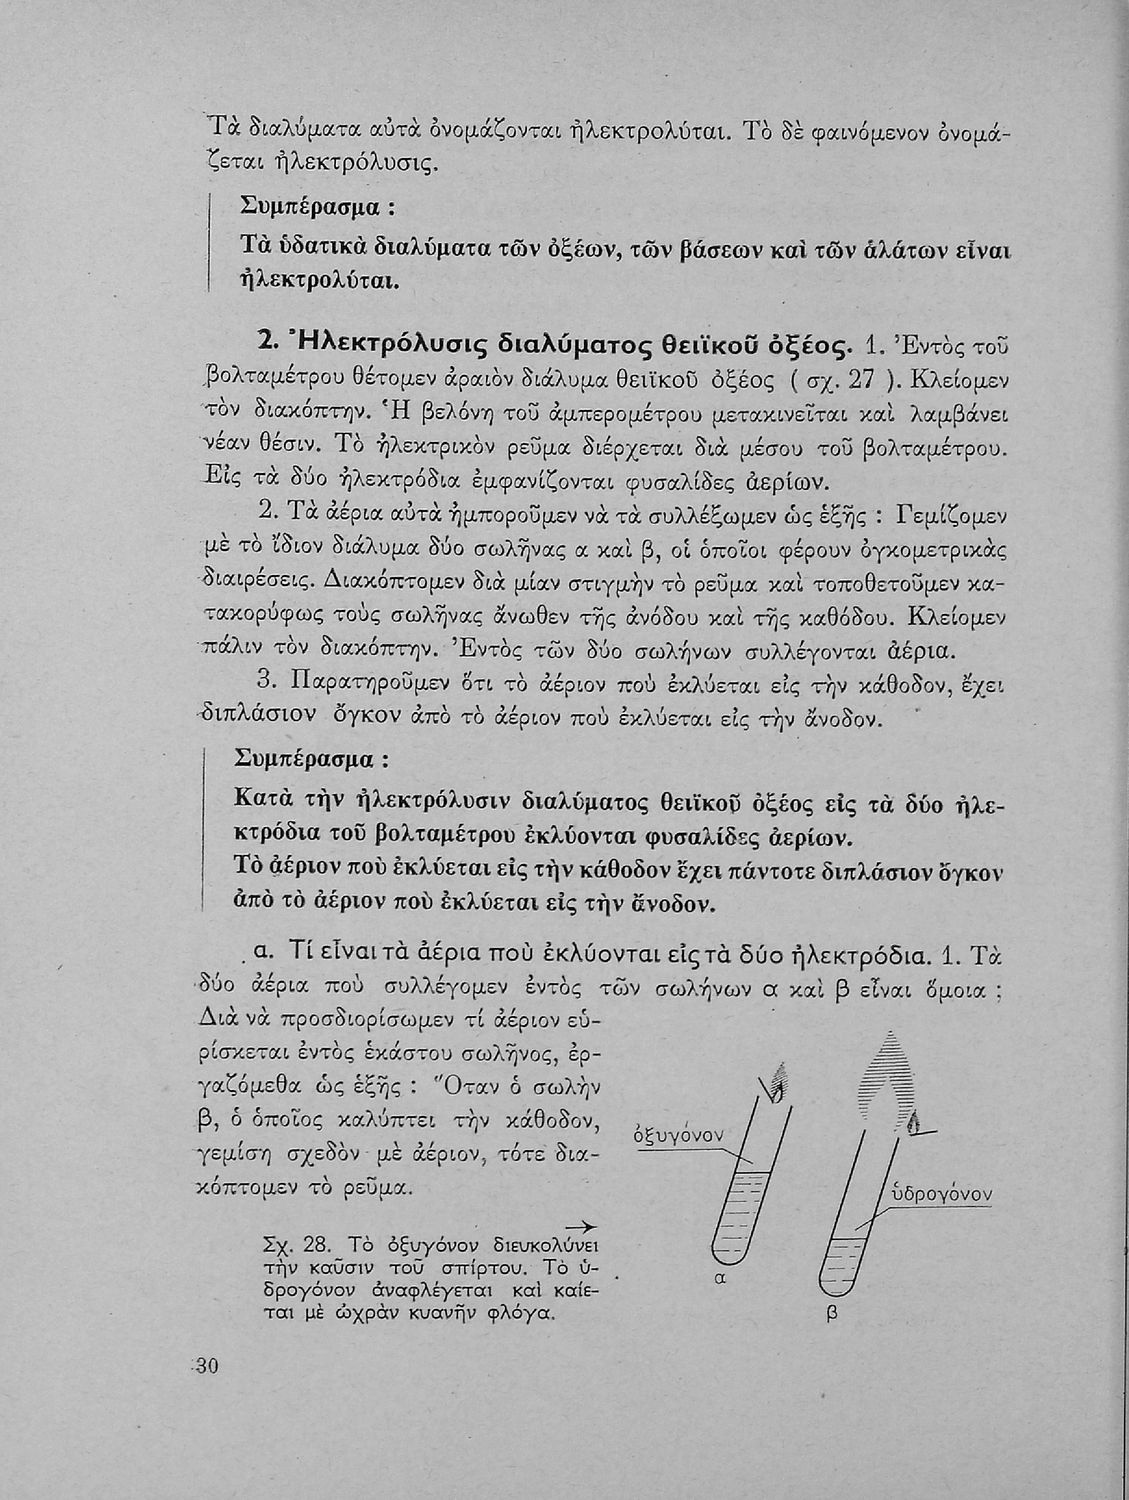 Τὰ διαλύματα αὐτὰ ὀνομάζονται ἠλεκτρολύται. Τὸ δὲ φαινόμενον ὀνομά-
ζεται ἠλεκτρόλυσις.
Συμπέρασμα :
Τὰ ὑδατικὰ διαλύματα τῶν ὀξέων, τῶν βάσεων καὶ τῶν ἁλάτων εἶναι
ἠλεκτρολύται.
2. Ἠλεκτρόλυσις διαλύματος θειϊκοῦ ὀξέος. 1. Ἐντὸς τοῦ
βολταμέτρου θέτομεν ἀραιὸν διάλυμα θειϊκοῦ ὀξέος ( σχ. 27 ). Κλείομεν
τὸν διακόπτην. Ἡ βελόνη τοῦ ἀμπερομέτρου μετακινεῖται καὶ λαμβάνει
νέαν θέσιν. Τὸ ἠλεκτρικὸν ρεῦμα διέρχεται διὰ μέσου τοῦ βολταμέτρου.
Εἰς τὰ δύο ἠλεκτρόδια ἐμφανίζονται φυσαλίδες ἀερίων.
2. Τὰ ἀέρια αὐτὰ ἠμποροῦμεν νὰ τὰ συλλέξωμεν ὡς ἑξῆς : Γεμίζομεν
μὲ τὸ ἴδιον διάλυμα δύο σωλῆνας α καὶ β, οἱ ὁποῖοι φέρουν ὀγκομετρικὰς
διαιρέσεις. Διακόπτομεν διὰ μίαν στιγμὴν τὸ ρεῦμα καὶ τοποθετοῦμεν κα-
τακορύφως τοὺς σωλῆνας ἄνωθεν τῆς ἀνόδου καὶ τῆς καθόδου. Κλείομεν
πάλιν τὸν διακόπτην. Ἐντὸς τῶν δύο σωλήνων συλλέγονται ἀέρια.
3. Παρατηροῦμεν ὅτι τὸ ἀέριον ποὺ ἐκλύεται εἰς τὴν κάθοδον, ἔχει
διπλάσιον ὄγκον ἀπὸ τὸ ἀέριον ποὺ ἐκλύεται εἰς τὴν ἄνοδον.
Συμπέρασμα :
Κατὰ τὴν ἠλεκτρόλυσιν διαλύματος θειϊκοῦ ὀξέος εἰς τὰ δύο ἠλε-
κτρόδια τοῦ βολταμέτρου ἐκλύονται φυσαλίδες ἀερίων.
Τὸ ἀέριον ποὺ ἐκλύεται εἰς τὴν κάθοδον ἔχει πάντοτε διπλάσιον ὄγκον
ἀπὸ τὸ ἀέριον ποὺ ἐκλύεται εἰς τὴν ἄνοδον.
α. Τί εἶναι τὰ ἀέρια ποὺ ἐκλύονται εἰς τὰ δύο ἠλεκτρόδια. 1. Τὰ
δύο ἀέρια ποὺ συλλέγομεν ἐντὸς τῶν σωλήνων α καὶ β εἶναι ὅμοια ;
Διὰ νὰ προσδιορίσωμεν τί ἀέριον εὑ-
ρίσκεται ἐντὸς ἑκάστου σωλῆνος, ἐρ-
γαζόμεθα ὡς ἑξῆς : Ὅταν ὁ σωλὴν
β, ὁ ὁποῖος καλύπτει τὴν κάθοδον,
γεμίση σχεδὸν μὲ ἀέριον, τότε δια-
κόπτομεν τὸ ρεῦμα.
ὀξυγόνον
ὑδρογόνον
α
β
Σχ. 28. Τὸ ὀξυγόνον διευκολύνει
τὴν καῦσιν τοῦ σπίρτου. Τὸ ὑ-
δρογόνον ἀναφλέγεται καὶ καίε-
ται μὲ ὠχρὰν κυανῆν φλόγα.
30